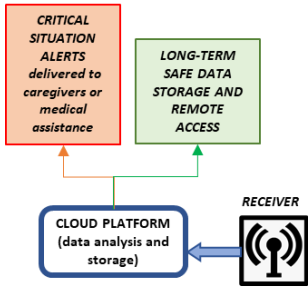 CRITICAL
SITUATION
ALERTS
delivered to
caregivers or
medical
assistance
LONG-TERM
SAFE DATA
STORAGE AND
REMOTE
ACCESS
RECEIVER
CLOUD PLATFORM
(data analysis and
storage)